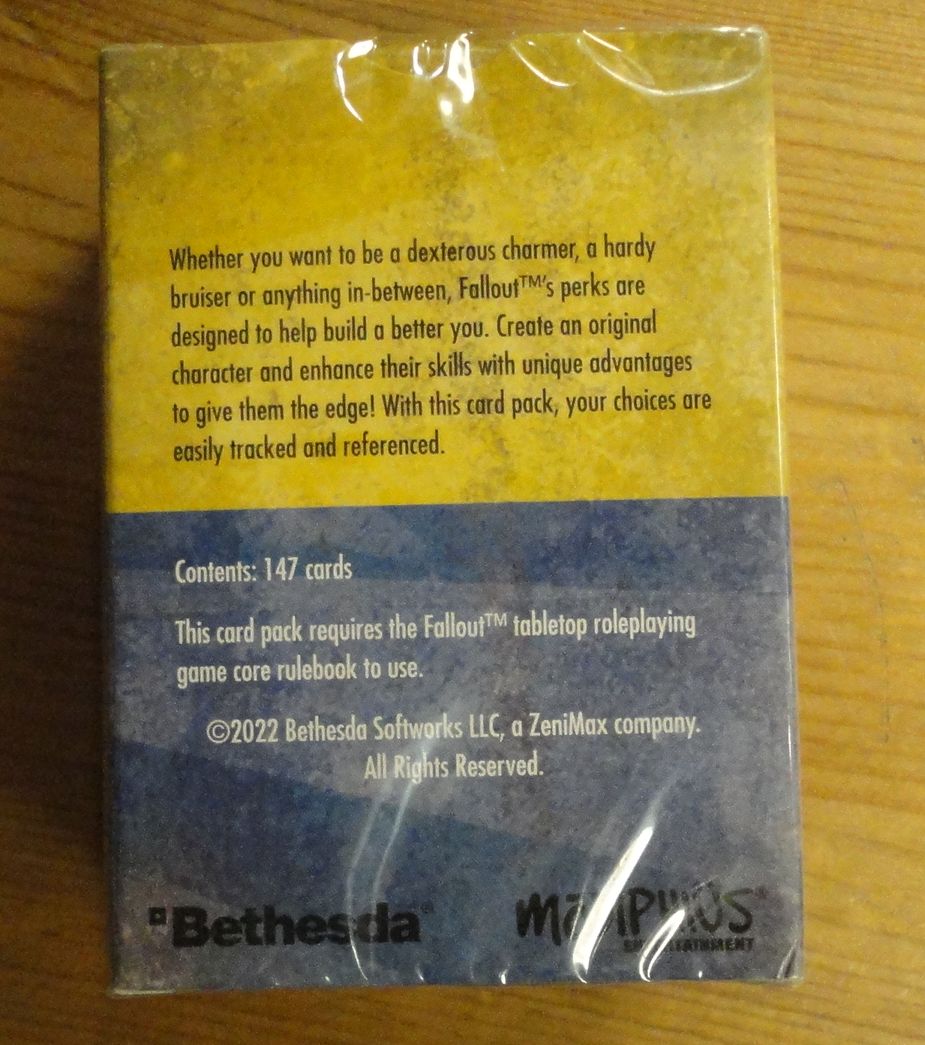 Whether you want to be a dexterous charmer, a hardy
bruiser or anything in-between, Fallout™'s perks are
designed to help build a better you. Create an original
character and enhance their skills with unique advantages
to give them the edge! With this card pack, your choices are
easily tracked and referenced.
Contents: 147 cards
This card pack requires the Fallout™ tabletop roleplaying
game core rulebook to use.
©2022 Bethesda Softworks LLC, a ZeniMax company.
All Rights Reserved.
Bethesda®
ENTERTAINMENT